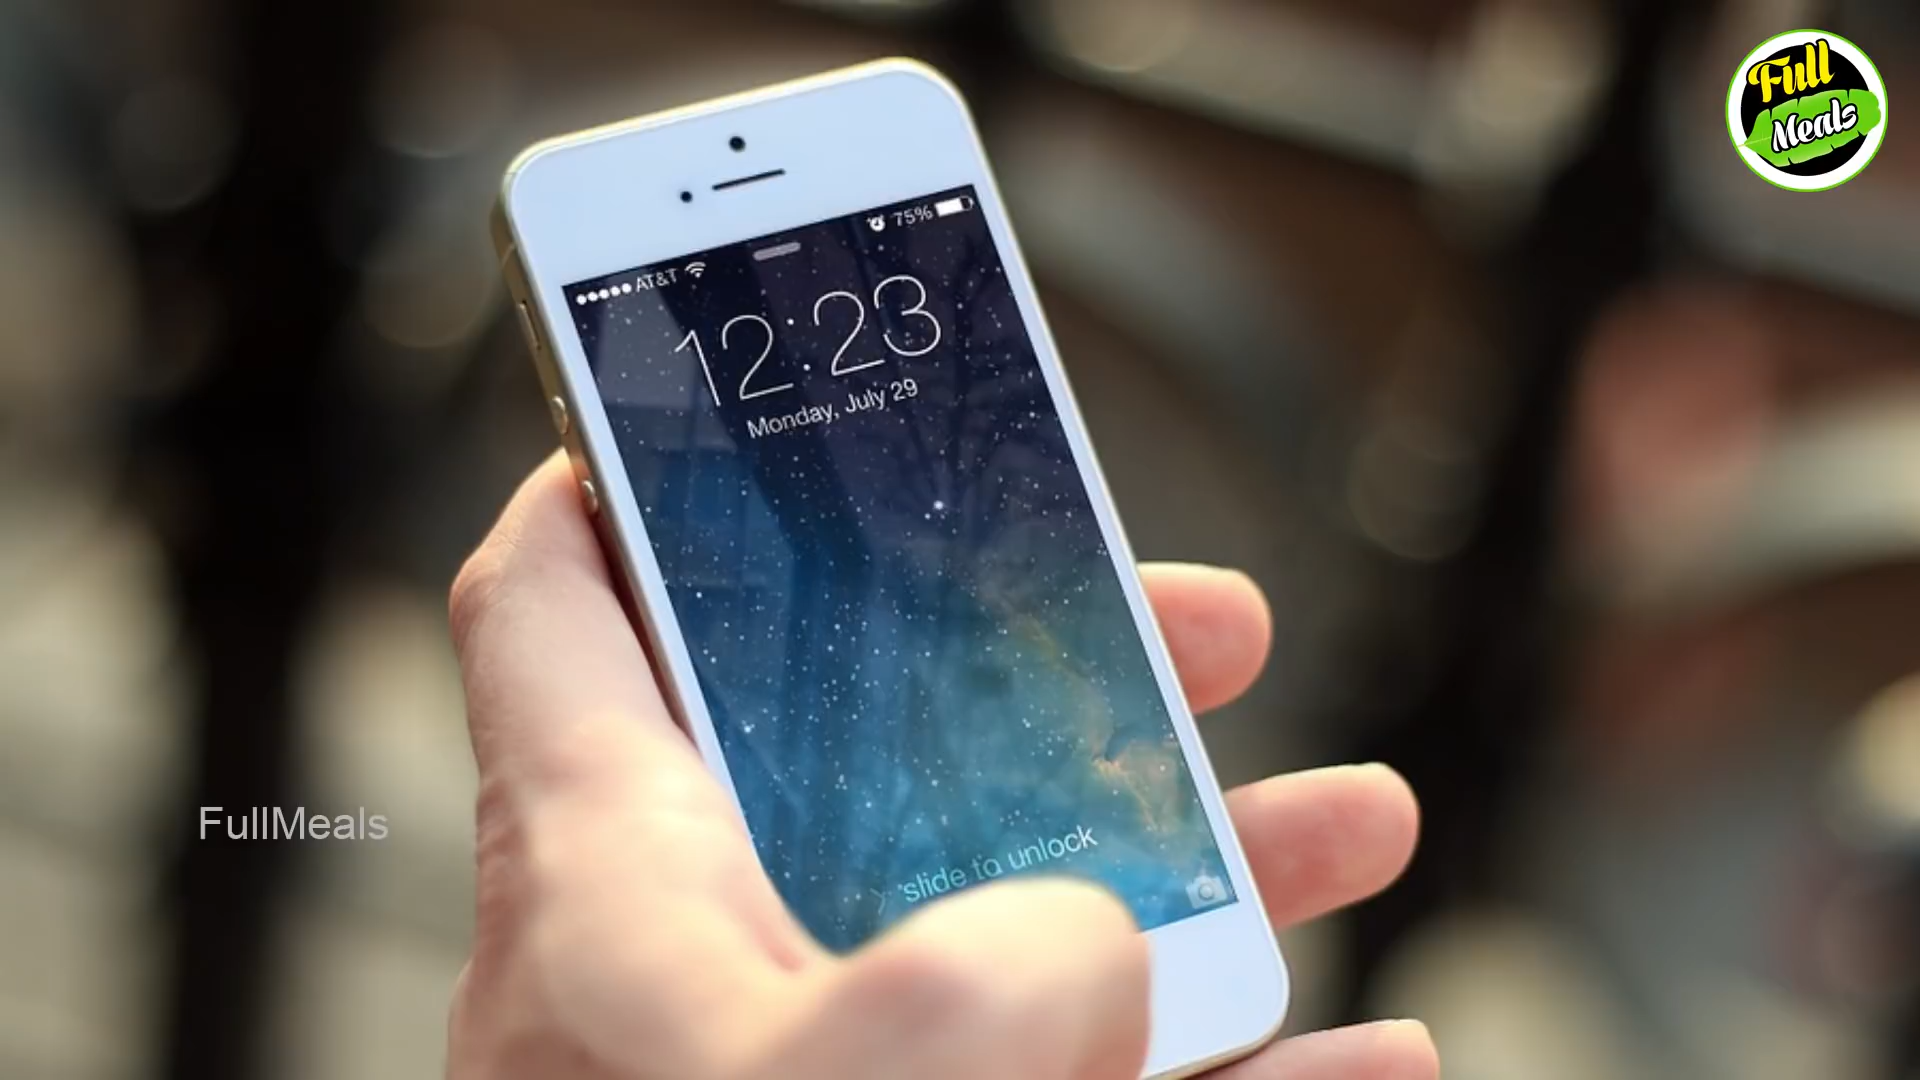 Full
Meals
75%
AT&T
12:23
Monday, July 29
FullMeals
slide to unlock